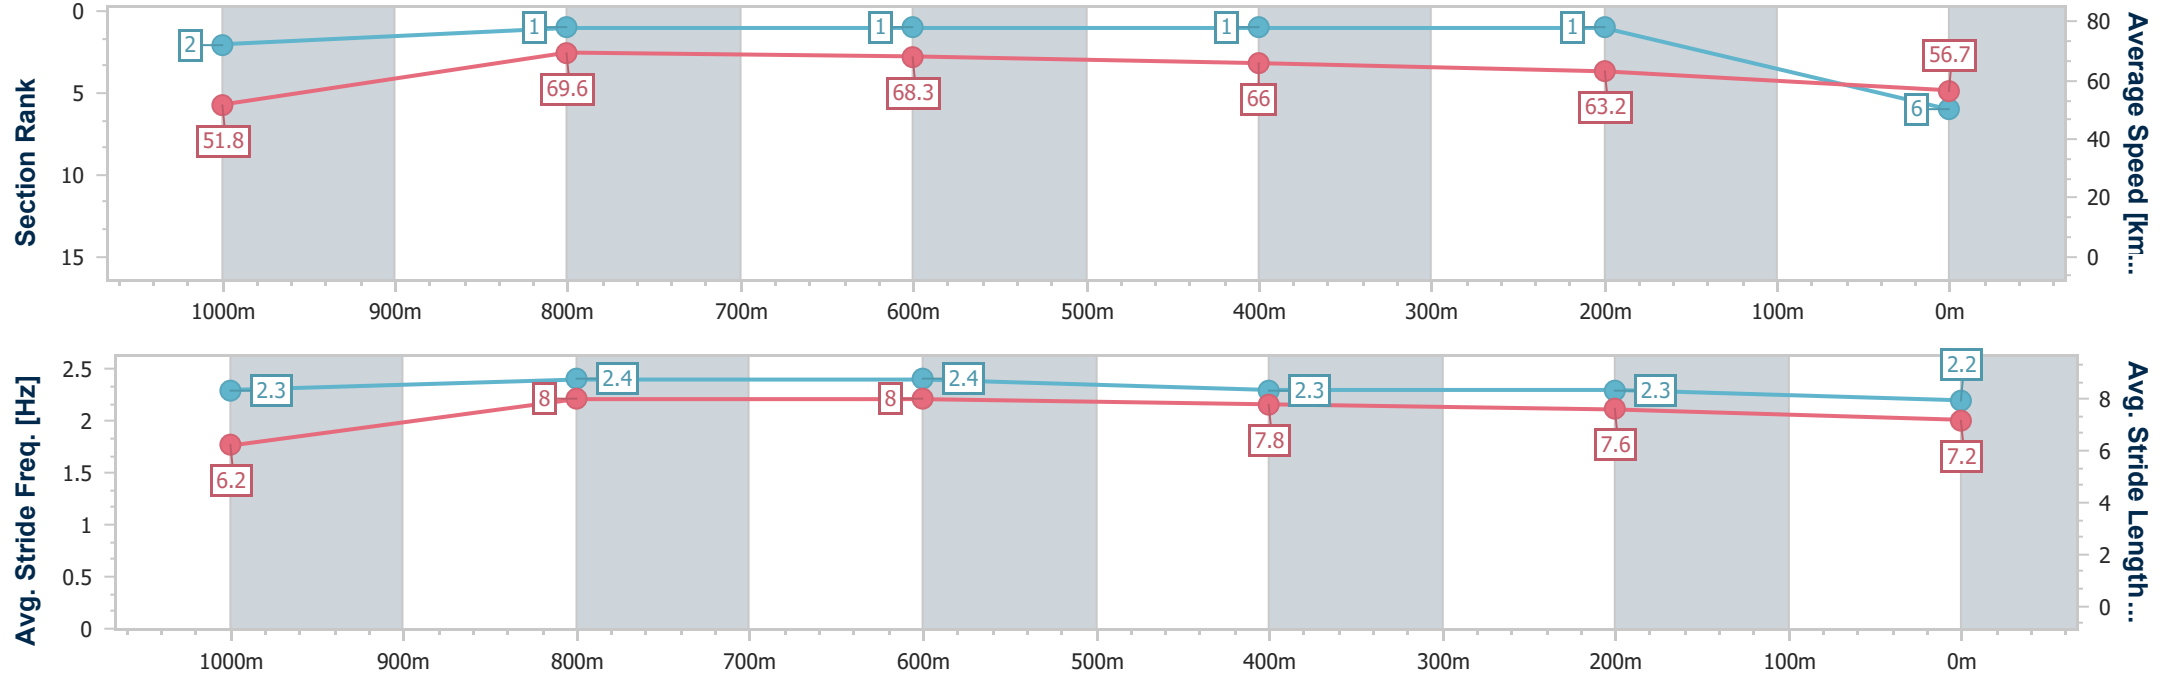 Section Rank
0
5
10
15
2
1
1
1
1
6
51.8
69.6
68.3
66
63.2
56.7
80
60
40
20
0
Average Speed [km...
1000m
900m
800m
700m
600m
500m
400m
300m
200m
100m
0m
Avg. Stride Freq. [Hz]
2.5
2
1.5
1
0.5
0
2.3
2.4
2.4
2.3
2.3
2.2
6.2
8
8
7.8
7.6
7.2
8
6
4
2
0
Avg. Stride Length...
1000m
900m
800m
700m
600m
500m
400m
300m
200m
100m
0m